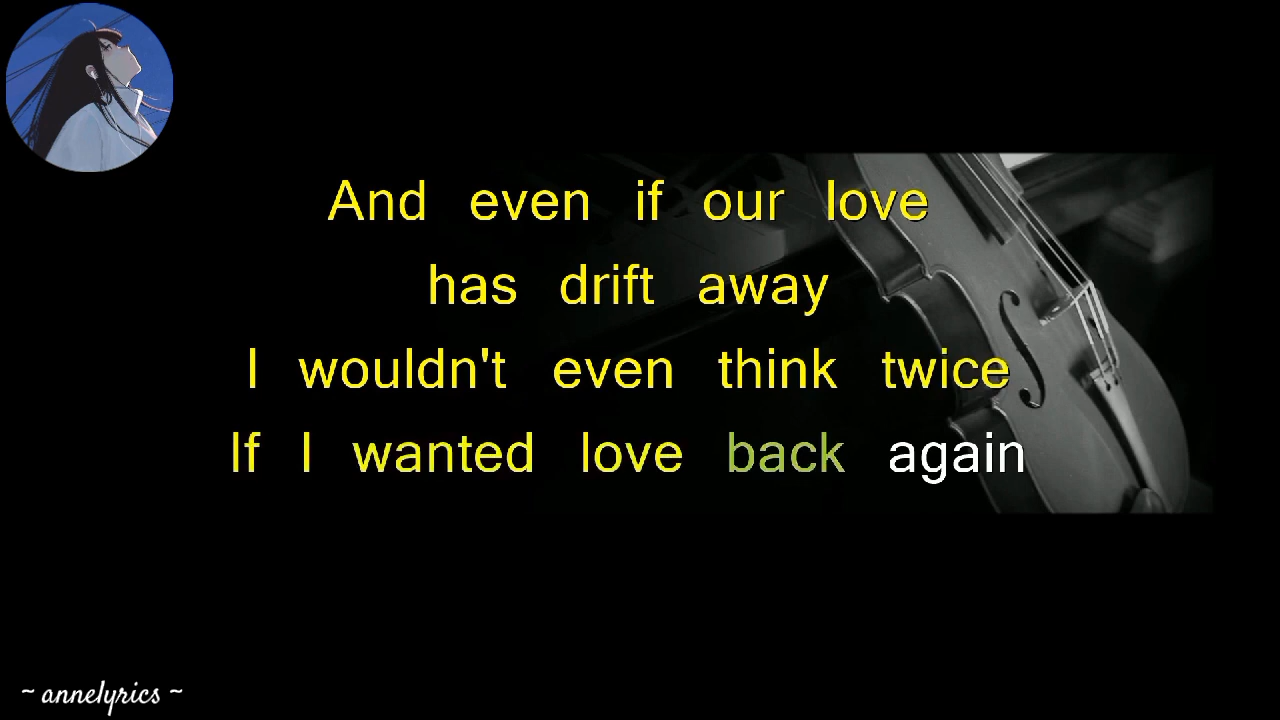 And even if our love
has drift away
I wouldn't even think twice
If I wanted love back again
~ annelyrics ~